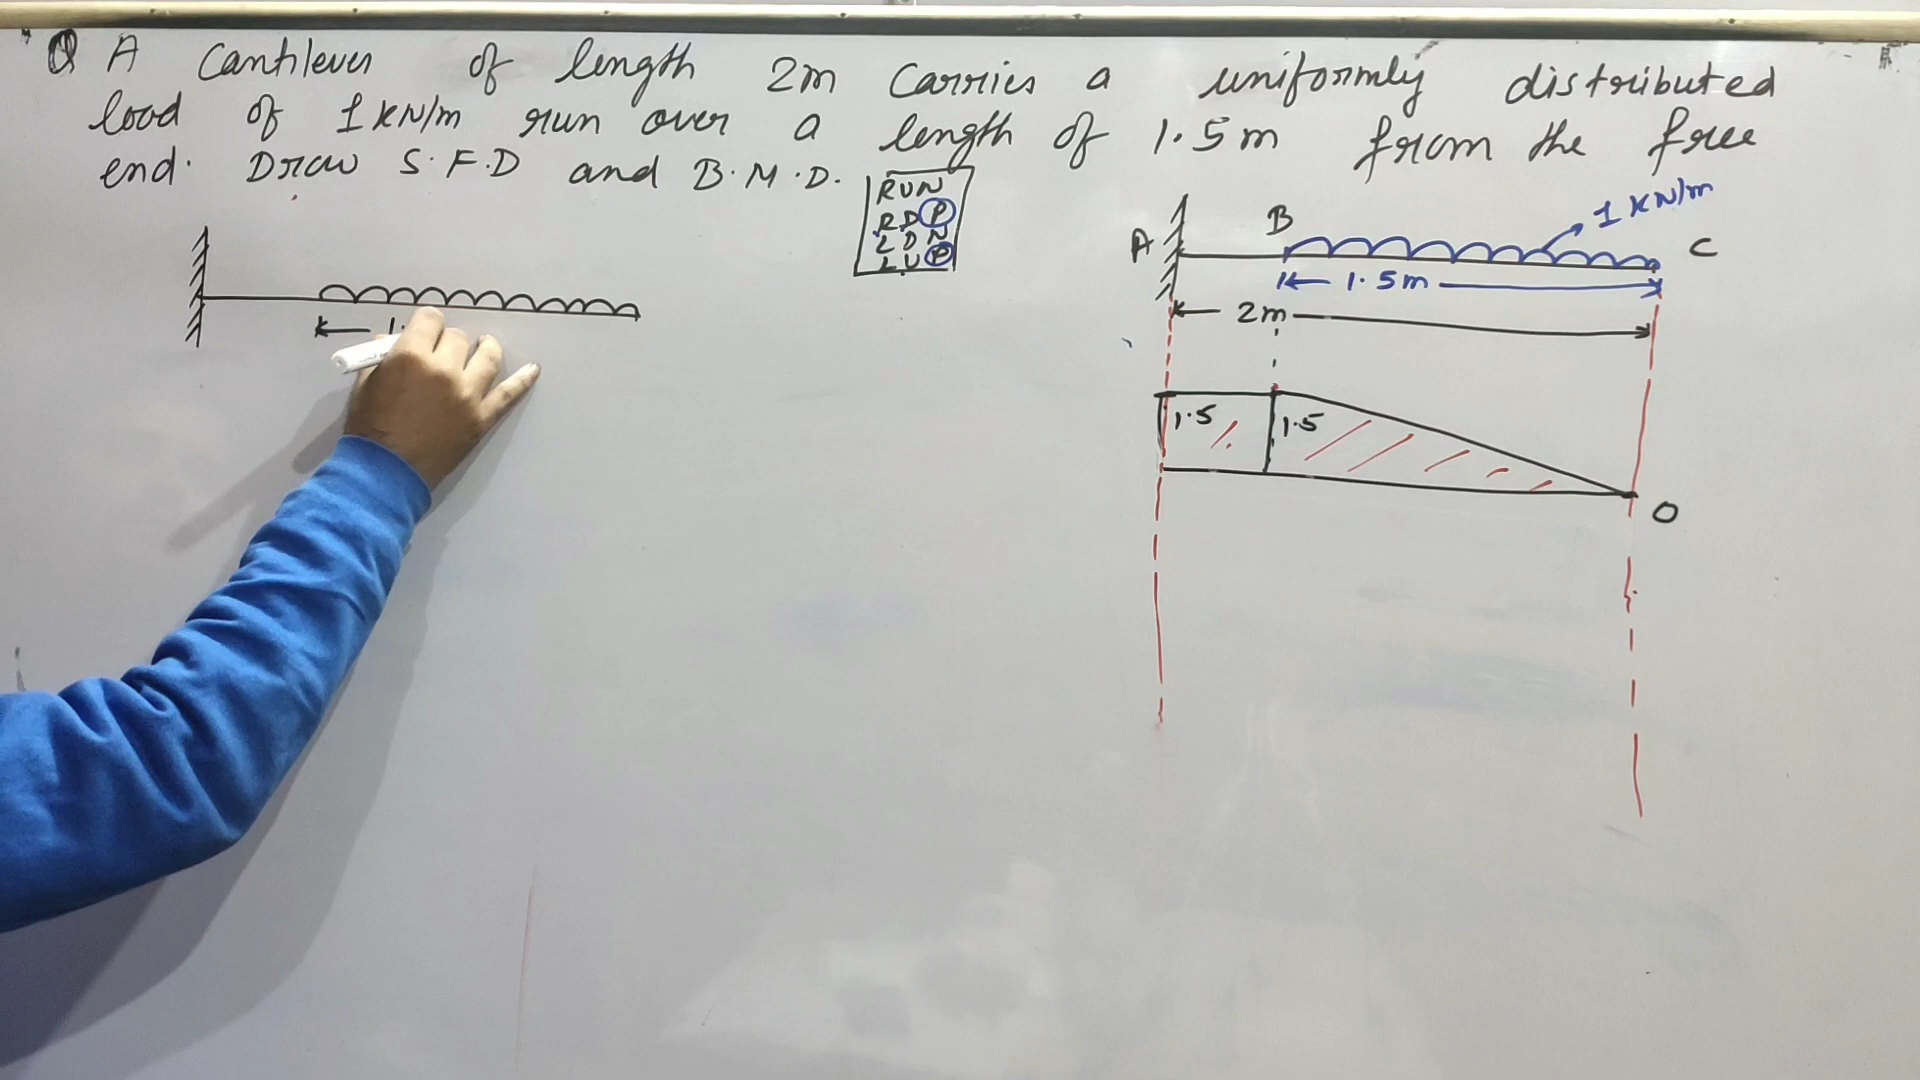 Q A Cantilever of length 2m Carries a uniformly distributed
load of 1 KN/m run over a length of 1.5m from the free
end. Draw S.F.D and B.M.D.
RUN
RDP
LDN
LUP
A B C
1 KN/m
1.5m
2m
1.5 1.5
0